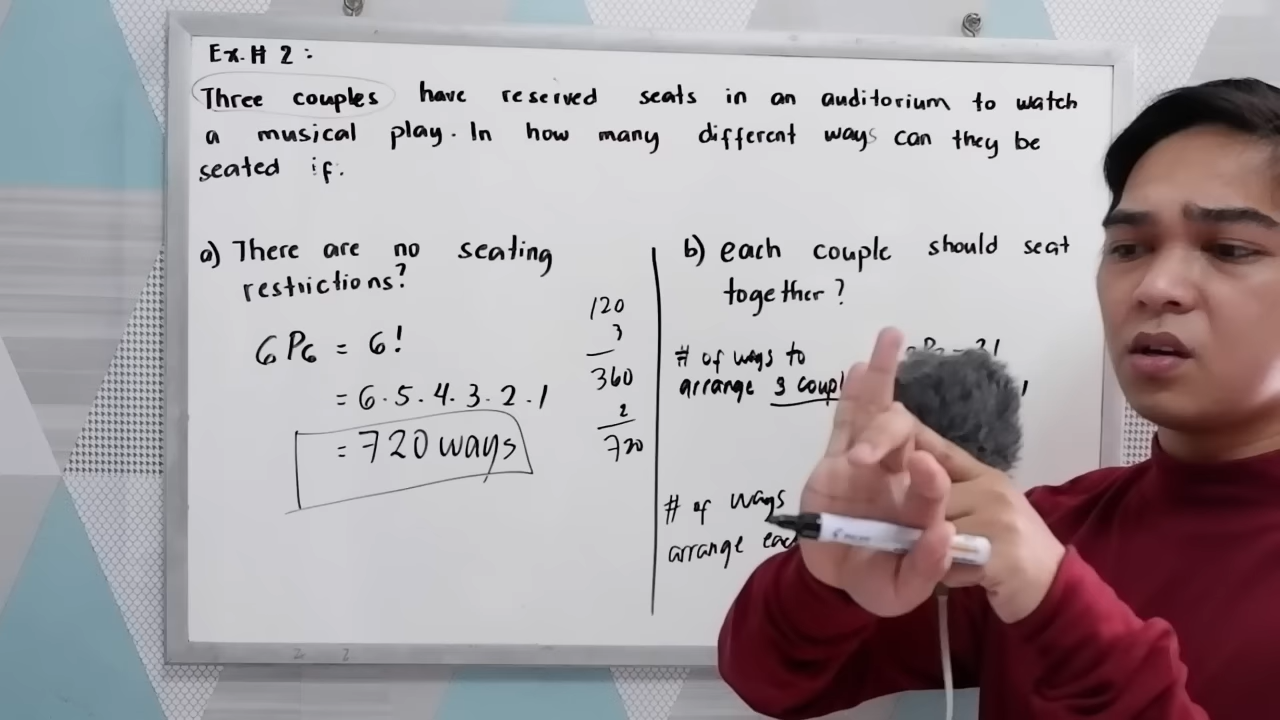 Ex. # 2 :
Three couples have reserved seats in an auditorium to watch
a musical play. In how many different ways can they be
seated if:
a) There are no seating
restrictions?
6P6 = 6!
= 6.5.4.3.2.1
= 720 ways
120
3
360
2
720
b) each couple should seat
together?
# of ways to
arrange 3
# of ways
arrange